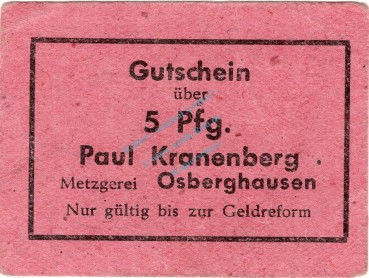 Gutschein
über
5 Pfg.
Paul Kranenberg
Metzgerei Osberghausen
Nur gültig bis zur Geldreform